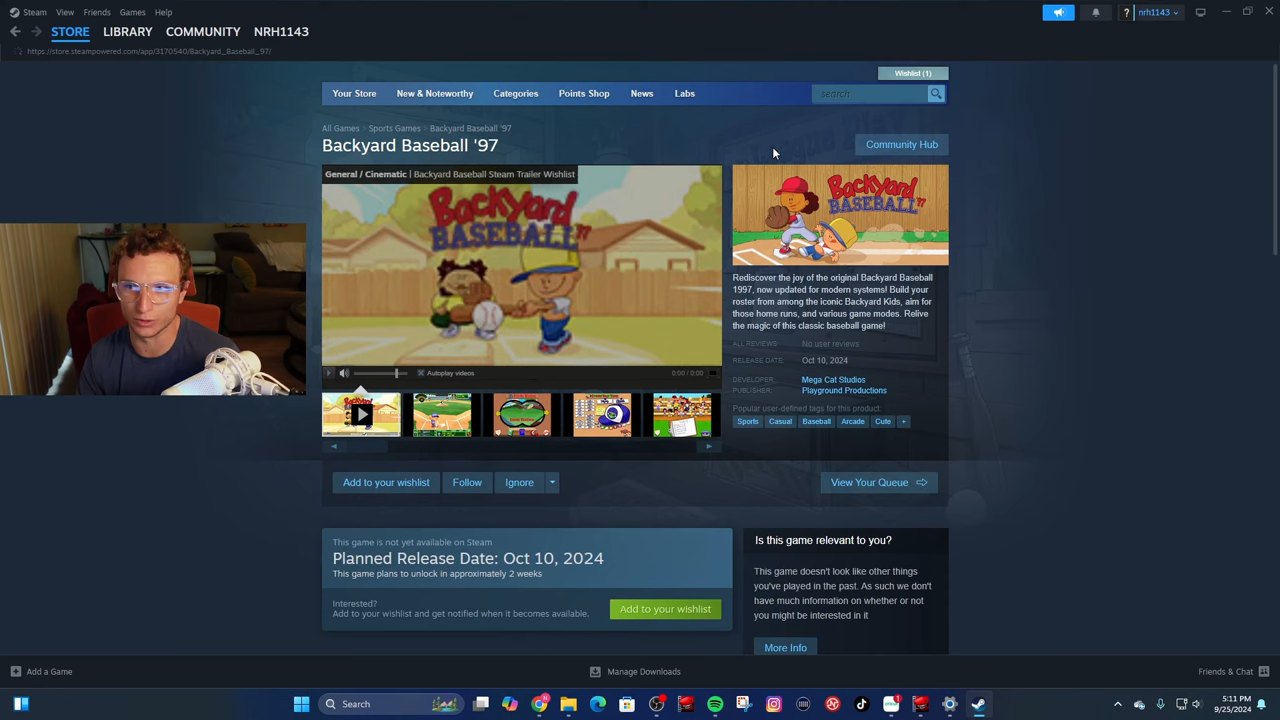 Steam View Friends Games Help
nrh1143
STORE LIBRARY COMMUNITY NRH1143
https://store.steampowered.com/app/3170540/Backyard_Baseball_97/
Wishlist (1)
Your Store New & Noteworthy Categories Points Shop News Labs search
All Games > Sports Games > Backyard Baseball '97
Backyard Baseball '97
Community Hub
General / Cinematic | Backyard Baseball Steam Trailer Wishlist
Backyard
BASEBALL '97
Backyard
BASEBALL '97
Rediscover the joy of the original Backyard Baseball
1997, now updated for modern systems! Build your
roster from among the iconic Backyard Kids, aim for
those home runs, and various game modes. Relive
the magic of this classic baseball game!
ALL REVIEWS: No user reviews
RELEASE DATE: Oct 10, 2024
DEVELOPER: Mega Cat Studios
PUBLISHER: Playground Productions
Popular user-defined tags for this product:
Sports Casual Baseball Arcade Cute +
Autoplay videos 0:00 / 0:00
Add to your wishlist Follow Ignore View Your Queue
This game is not yet available on Steam
Planned Release Date: Oct 10, 2024
This game plans to unlock in approximately 2 weeks
Interested?
Add to your wishlist and get notified when it becomes available.
Add to your wishlist
Is this game relevant to you?
This game doesn't look like other things
you've played in the past. As such we don't
have much information on whether or not
you might be interested in it
More Info
Add a Game Manage Downloads Friends & Chat
Search
5:11 PM
9/25/2024